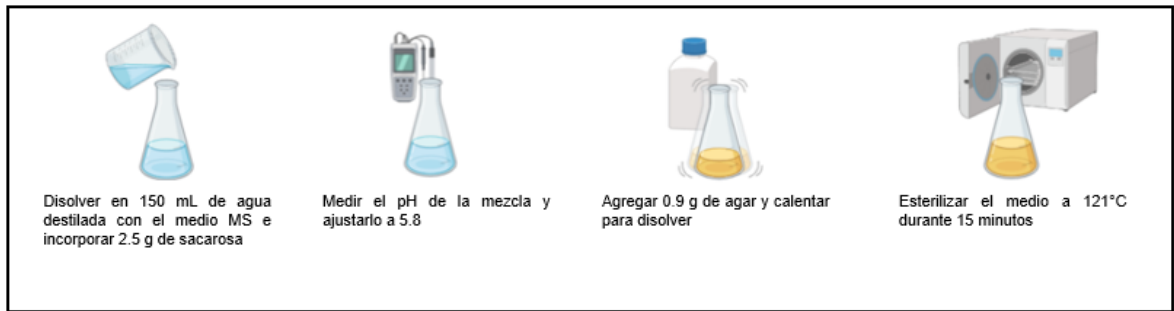 Disolver en 150 mL de agua
destilada con el medio MS e
incorporar 2.5 g de sacarosa
Medir el pH de la mezcla y
ajustarlo a 5.8
Agregar 0.9 g de agar y calentar
para disolver
Esterilizar el medio a 121°C
durante 15 minutos